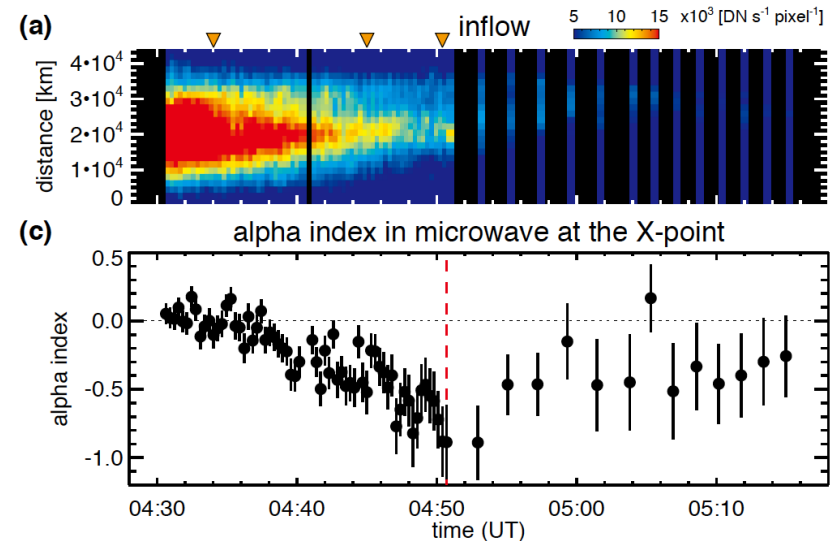 (a)
inflow
5 10 15 x10³ [DN s⁻¹ pixel⁻¹]
distance [km]
4•10⁴
3•10⁴
2•10⁴
1•10⁴
0
(c)
alpha index in microwave at the X-point
alpha index
0.5
0.0
-0.5
-1.0
04:30 04:40 04:50 05:00 05:10
time (UT)